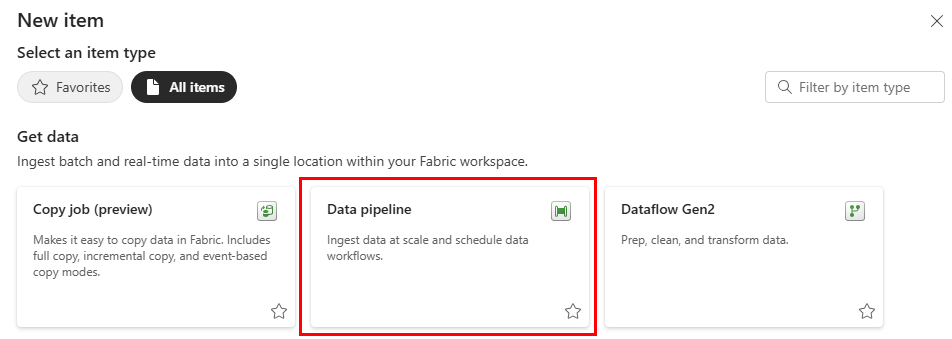 New item
Select an item type
Favorites
All items
Filter by item type
Get data
Ingest batch and real-time data into a single location within your Fabric workspace.
Copy job (preview)
Makes it easy to copy data in Fabric. Includes
full copy, incremental copy, and event-based
copy modes.
Data pipeline
Ingest data at scale and schedule data
workflows.
Dataflow Gen2
Prep, clean, and transform data.